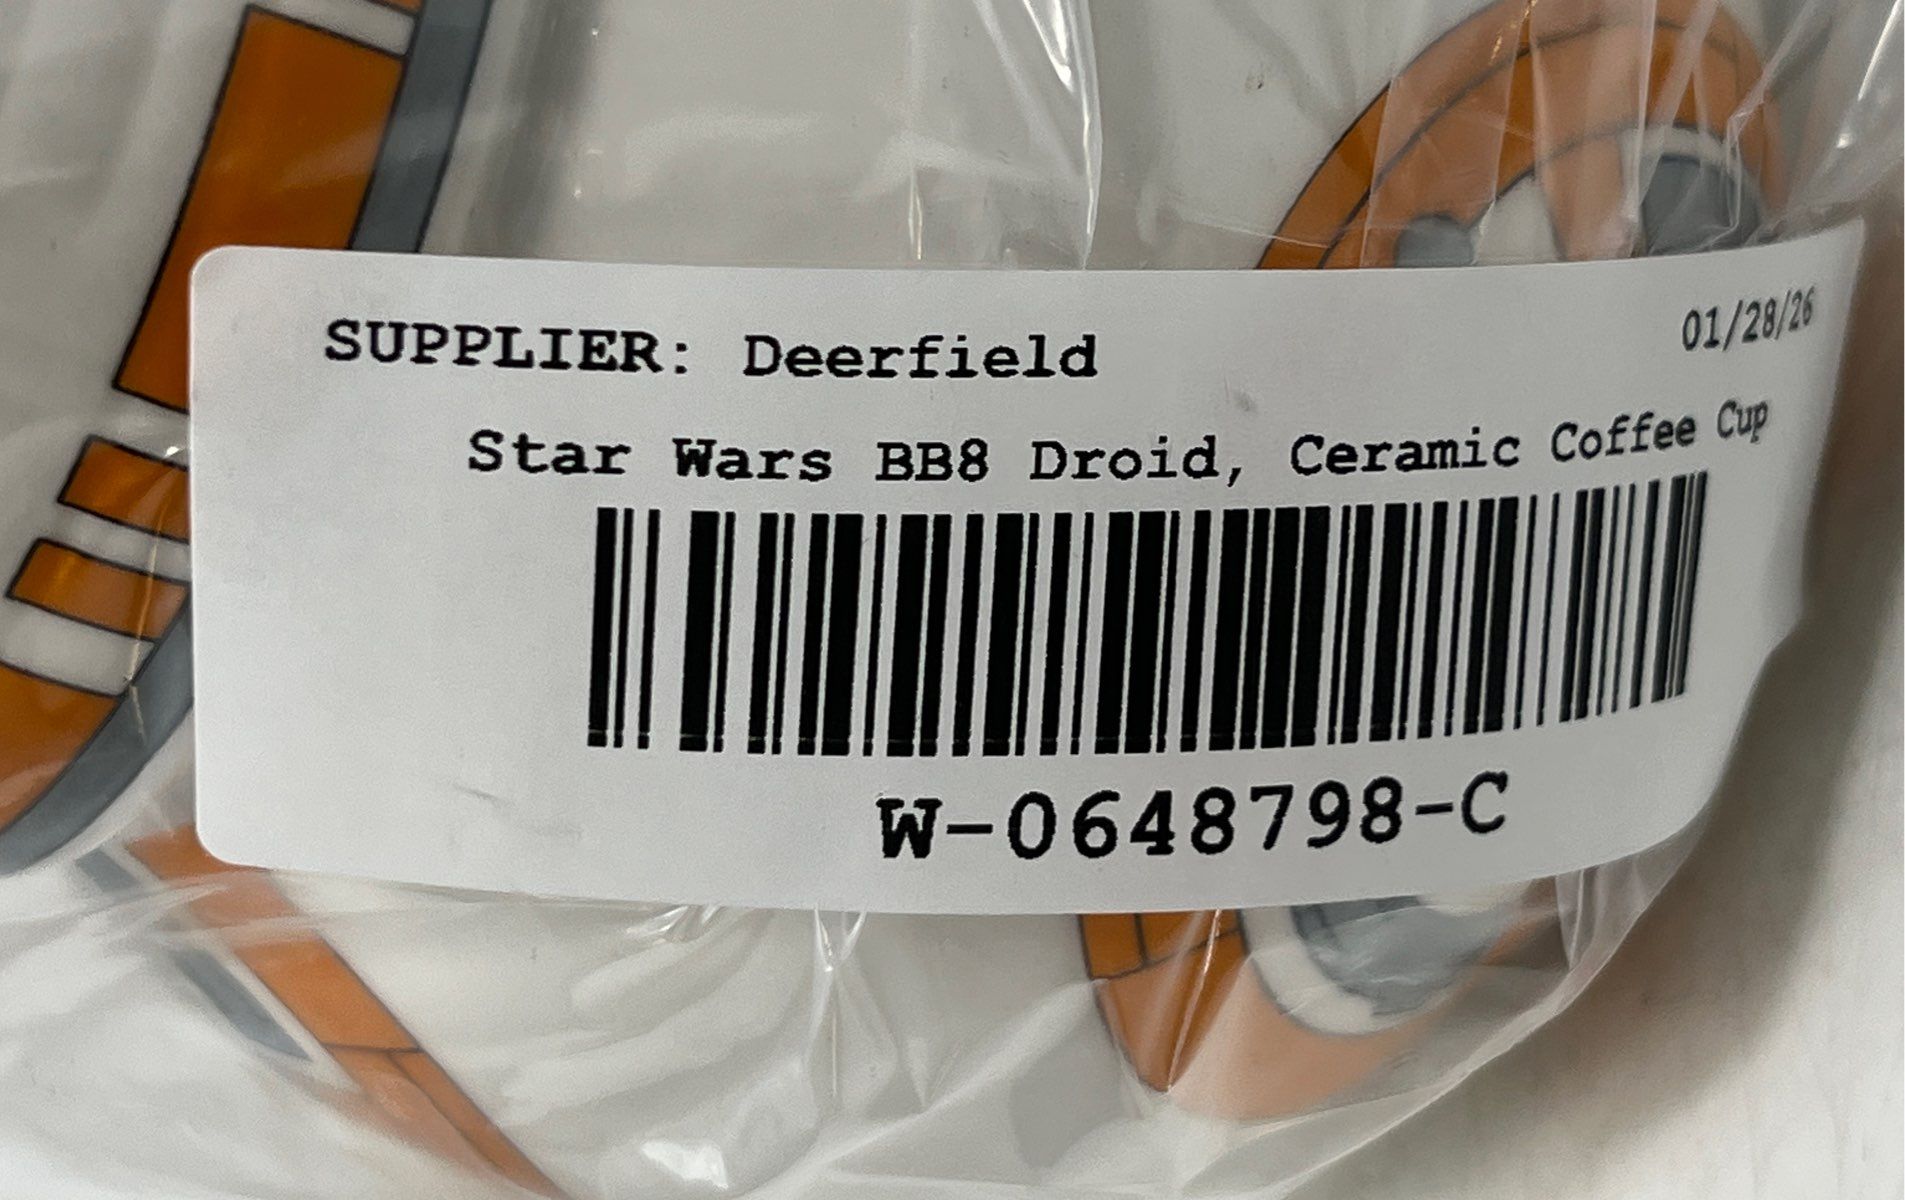 SUPPLIER: Deerfield 01/28/26
Star Wars BB8 Droid, Ceramic Coffee Cup
W-0648798-C